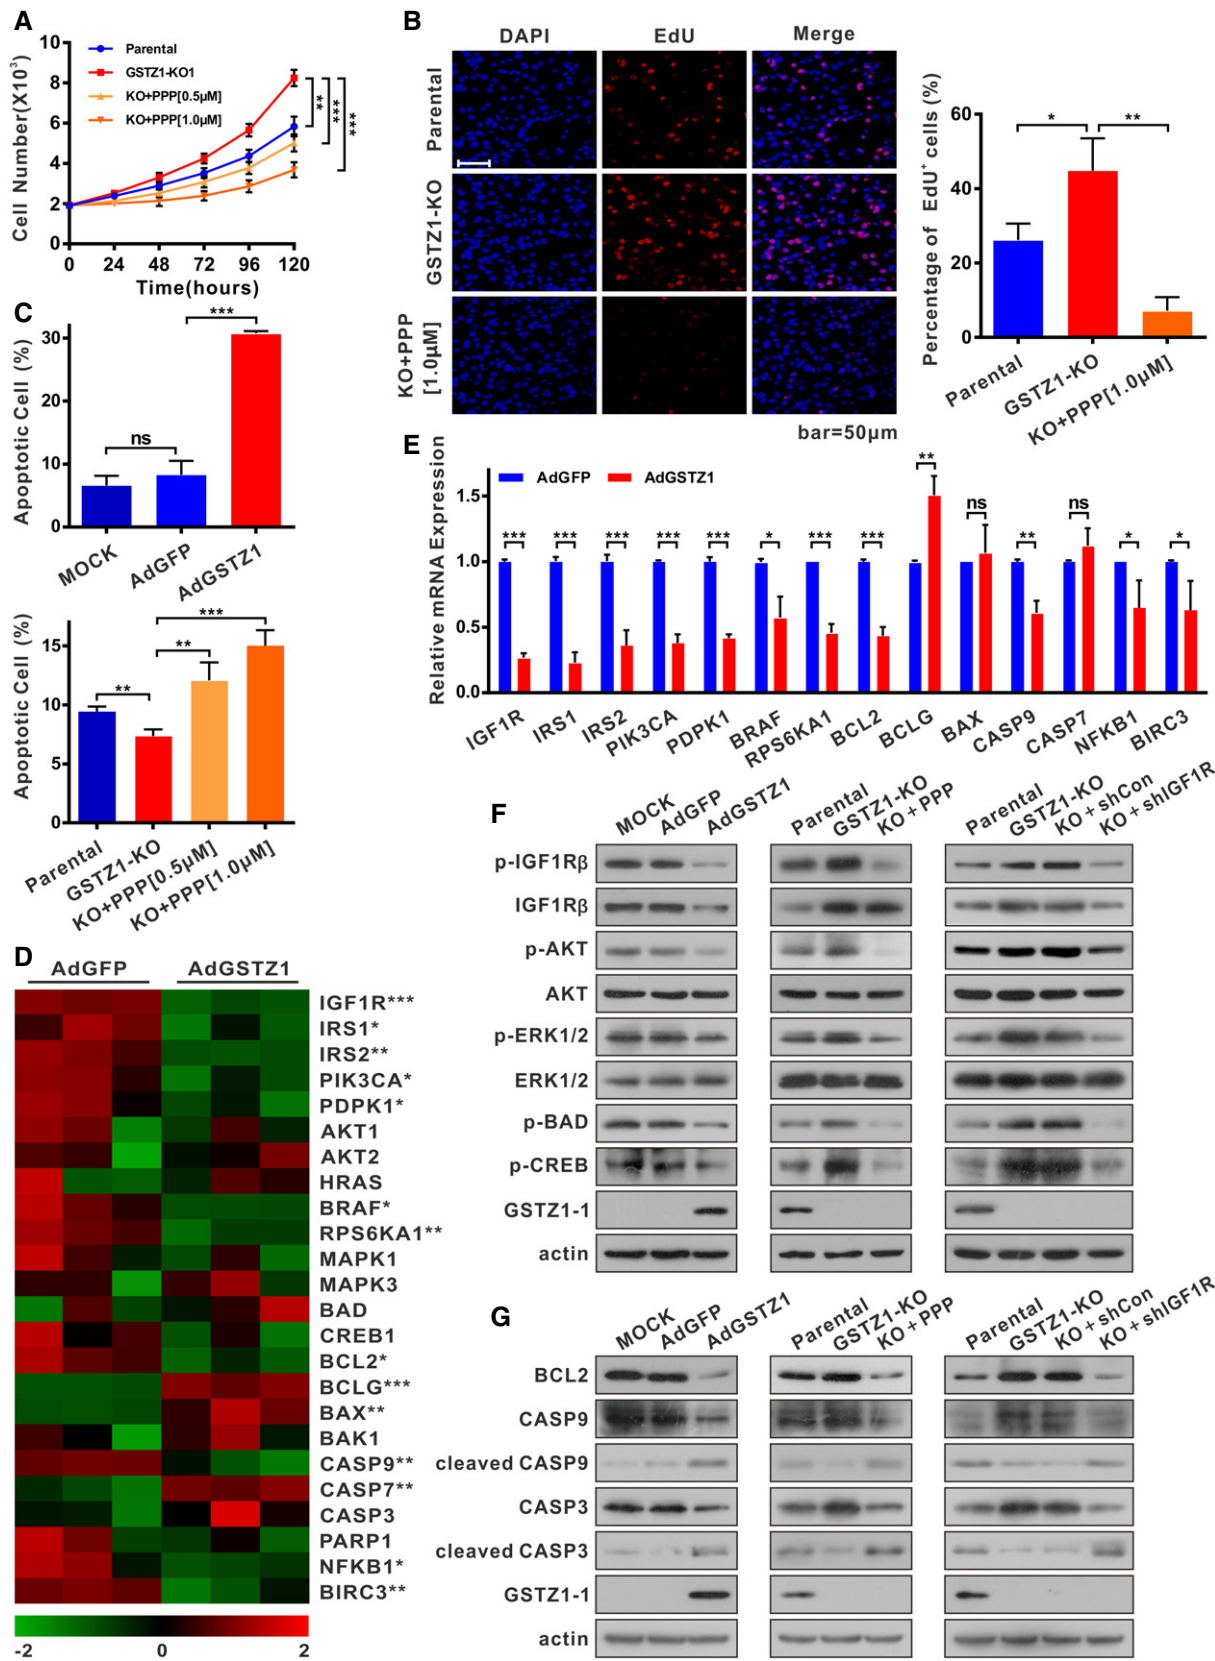 A
Cell Number(X10³)
10
8
6
4
2
0
Parental
GSTZ1-KO1
KO+PPP[0.5μM]
KO+PPP[1.0μM]
**
***
***
0 24 48 72 96 120
Time(hours)
B
DAPI EdU Merge
Parental
GSTZ1-KO
KO+PPP
[1.0μM]
bar=50μm
Percentage of EdU⁺ cells (%)
60
40
20
0
* **
Parental
GSTZ1-KO
KO+PPP[1.0μM]
C
Apoptotic Cell (%)
30
20
10
0
ns
***
MOCK
AdGFP
AdGSTZ1
Apoptotic Cell (%)
15
10
5
0
**
**
***
Parental
GSTZ1-KO
KO+PPP[0.5μM]
KO+PPP[1.0μM]
D
AdGFP AdGSTZ1
IGF1R***
IRS1*
IRS2**
PIK3CA*
PDPK1*
AKT1
AKT2
HRAS
BRAF*
RPS6KA1**
MAPK1
MAPK3
BAD
CREB1
BCL2*
BCLG***
BAX**
BAK1
CASP9**
CASP7**
CASP3
PARP1
NFKB1*
BIRC3**
-2 0 2
E
Relative mRNA Expression
1.5
1.0
0.5
0.0
AdGFP AdGSTZ1
*** *** *** *** *** * *** *** ** ns ** ns * *
IGF1R
IRS1
IRS2
PIK3CA
PDPK1
BRAF
RPS6KA1
BCL2
BCLG
BAX
CASP9
CASP7
NFKB1
BIRC3
F
MOCK
AdGFP
AdGSTZ1
Parental
GSTZ1-KO
KO+PPP
Parental
GSTZ1-KO
KO+shCon
KO+shIGF1R
p-IGF1Rβ
IGF1Rβ
p-AKT
AKT
p-ERK1/2
ERK1/2
p-BAD
p-CREB
GSTZ1-1
actin
G
MOCK
AdGFP
AdGSTZ1
Parental
GSTZ1-KO
KO+PPP
Parental
GSTZ1-KO
KO+shCon
KO+shIGF1R
BCL2
CASP9
cleaved CASP9
CASP3
cleaved CASP3
GSTZ1-1
actin